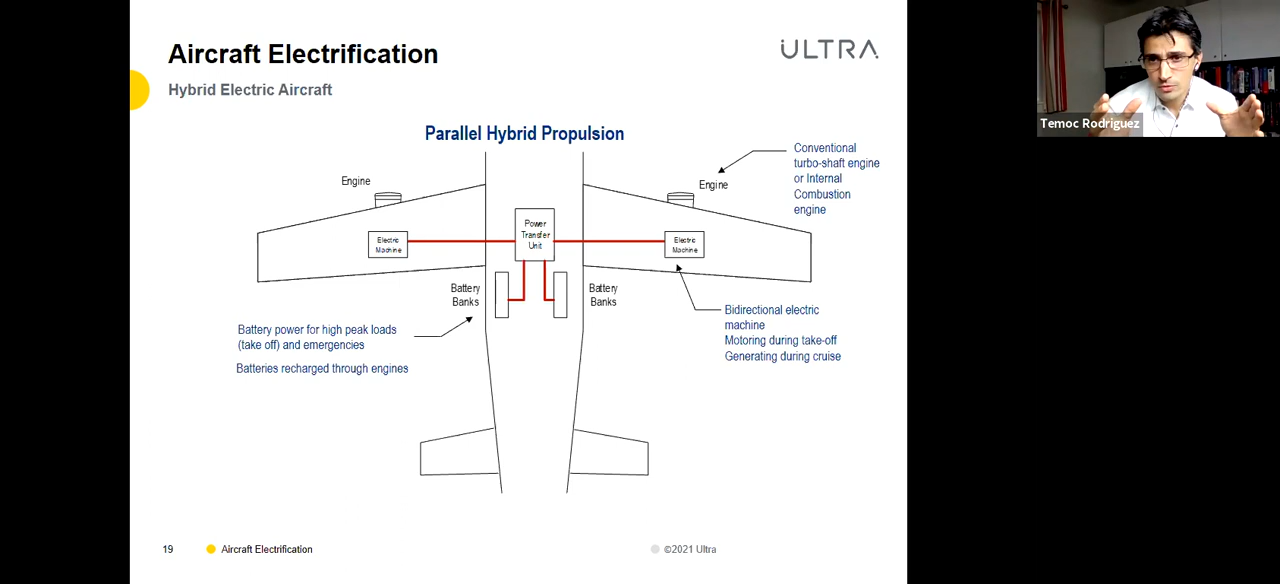 Aircraft Electrification
ULTRA
Hybrid Electric Aircraft
Temoc Rodriguez
Parallel Hybrid Propulsion
Conventional
turbo-shaft engine
or Internal
Combustion
engine
Engine
Engine
Power
Transfer
Unit
Electric
Machine
Electric
Machine
Battery
Banks
Battery
Banks
Bidirectional electric
machine
Motoring during take-off
Generating during cruise
Battery power for high peak loads
(take off) and emergencies
Batteries recharged through engines
19
Aircraft Electrification
©2021 Ultra